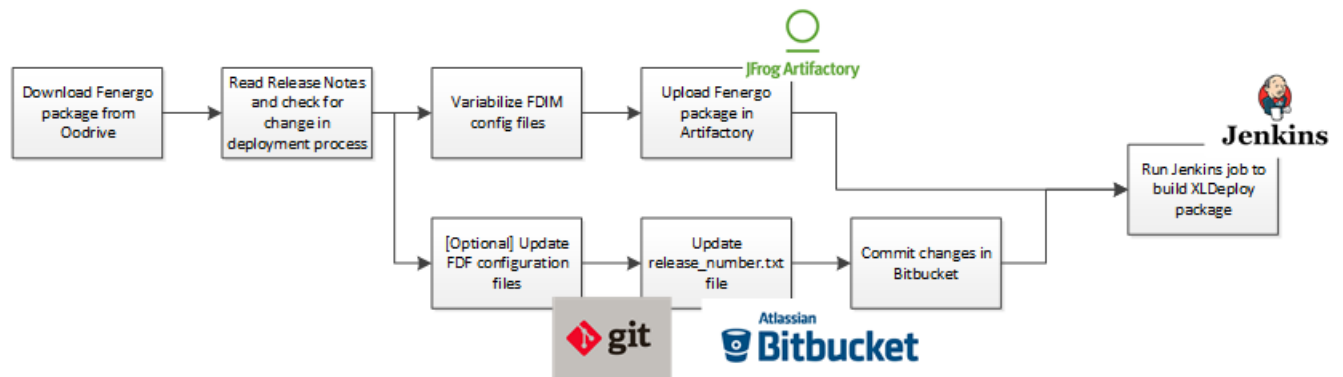 JFrog Artifactory
Download Fenergo
package from
Oodrive
Read Release Notes
and check for
change in
deployment process
Variabilize FDIM
config files
Upload Fenergo
package in
Artifactory
Jenkins
Run Jenkins job to
build XLDeploy
package
[Optional] Update
FDF configuration
files
Update
release_number.txt
file
Commit changes in
Bitbucket
git
Atlassian
Bitbucket